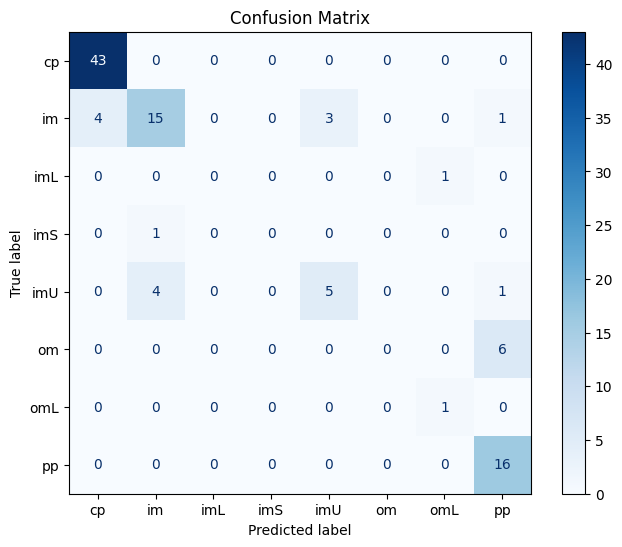 Confusion Matrix
cp 43 0 0 0 0 0 0 0
im 4 15 0 0 3 0 0 1
imL 0 0 0 0 0 0 1 0
imS 0 1 0 0 0 0 0 0
imU 0 4 0 0 5 0 0 1
om 0 0 0 0 0 0 0 6
omL 0 0 0 0 0 0 1 0
pp 0 0 0 0 0 0 0 16
cp im imL imS imU om omL pp
Predicted label
True label
40
35
30
25
20
15
10
5
0